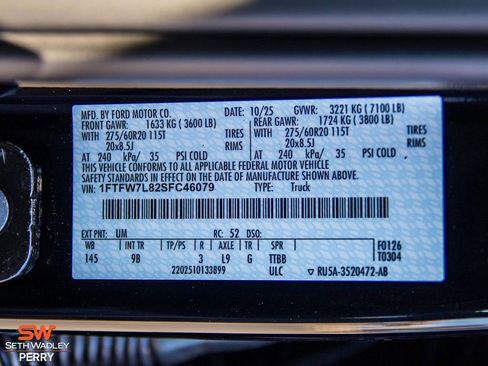 MFD. BY FORD MOTOR CO. DATE: 10/25 GVWR: 3221 KG (7100 LB)
FRONT GAWR: 1633 KG (3600 LB) REAR GAWR: 1724 KG (3800 LB)
275/60R20 115T TIRES 275/60R20 115T TIRES
20x8.5J RIMS 20x8.5J RIMS
AT 240 kPa/ 35 PSI COLD AT 240 kPa/ 35 PSI COLD
THIS VEHICLE CONFORMS TO ALL APPLICABLE FEDERAL MOTOR VEHICLE
SAFETY STANDARDS IN EFFECT ON THE DATE OF MANUFACTURE SHOWN ABOVE.
VIN: 1FTFW7L82SFC46079 TYPE: Truck
EXT PNT: UM RC: 52 DSO:
WB INT TR TP/PS R AXLE TR SPR F0126
145 9B 3 L9 G TTBB T0304
2202510133899 ULC ▽ RU5A-3520472-AB
SW
SETH WADLEY
PERRY